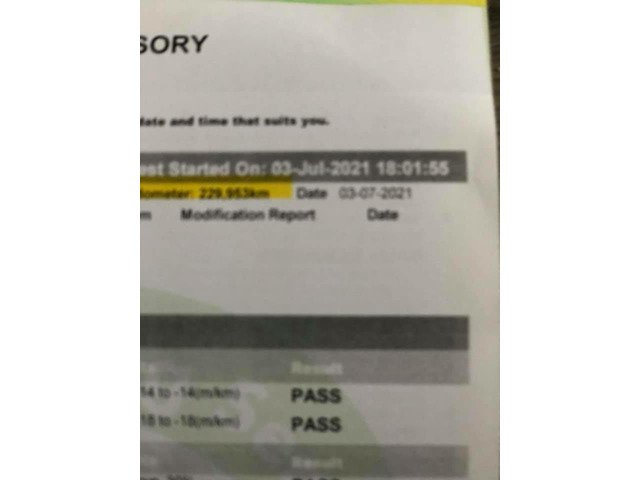 SORY
date and time that suits you.
est Started On: 03-Jul-2021 18:01:55
dometer: 229,953km Date 03-07-2021
m Modification Report Date
Result
14 to -14(m/km) PASS
18 to -18(m/km) PASS
Result